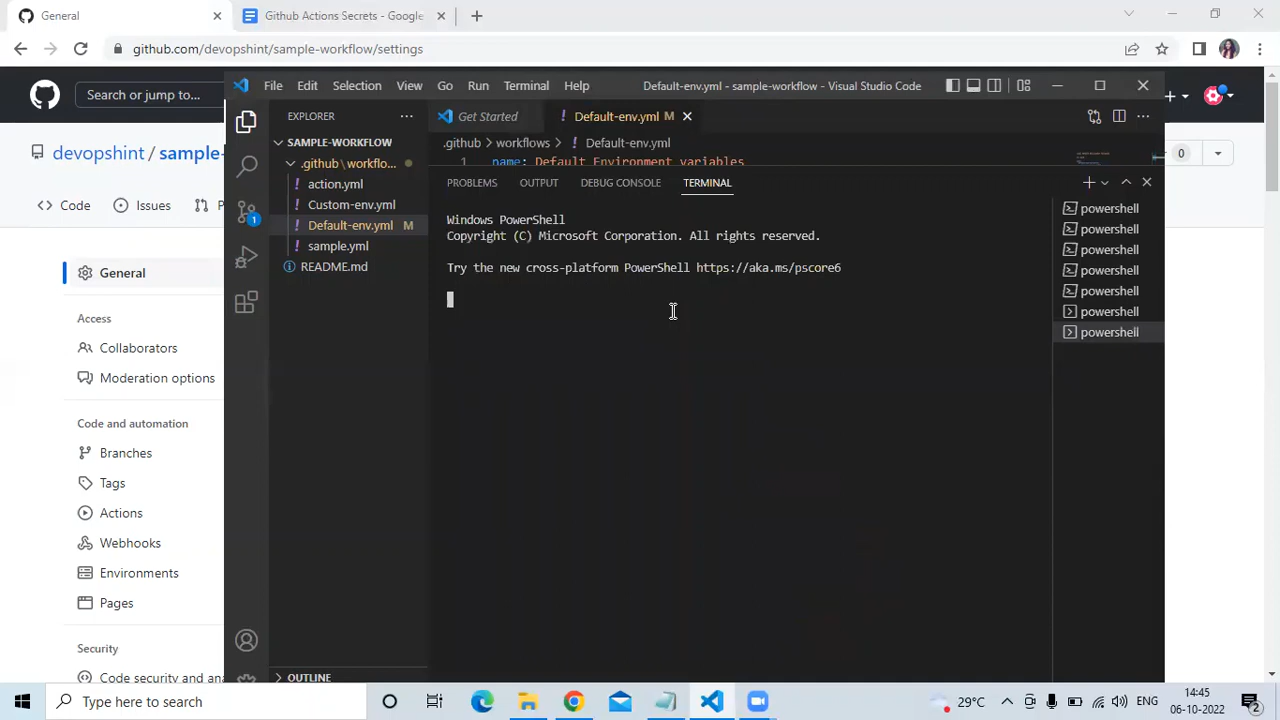 General
Github Actions Secrets - Google
github.com/devopshint/sample-workflow/settings
Search or jump to...
File Edit Selection View Go Run Terminal Help
Default-env.yml - sample-workflow - Visual Studio Code
EXPLORER
Get Started
Default-env.yml M
devopshint / sample-
SAMPLE-WORKFLOW
.github > workflows > Default-env.yml
.github\workflo...
1 name: Default Environment variables
0
action.yml
Custom-env.yml
Default-env.yml M
sample.yml
README.md
1
PROBLEMS OUTPUT DEBUG CONSOLE TERMINAL
Windows PowerShell
Copyright (C) Microsoft Corporation. All rights reserved.
Try the new cross-platform PowerShell https://aka.ms/pscore6
powershell
powershell
powershell
powershell
powershell
powershell
powershell
Code Issues P
General
Access
Collaborators
Moderation options
Code and automation
Branches
Tags
Actions
Webhooks
Environments
Pages
Security
Code security and ana
OUTLINE
Type here to search
29°C
ENG
14:45
06-10-2022
2